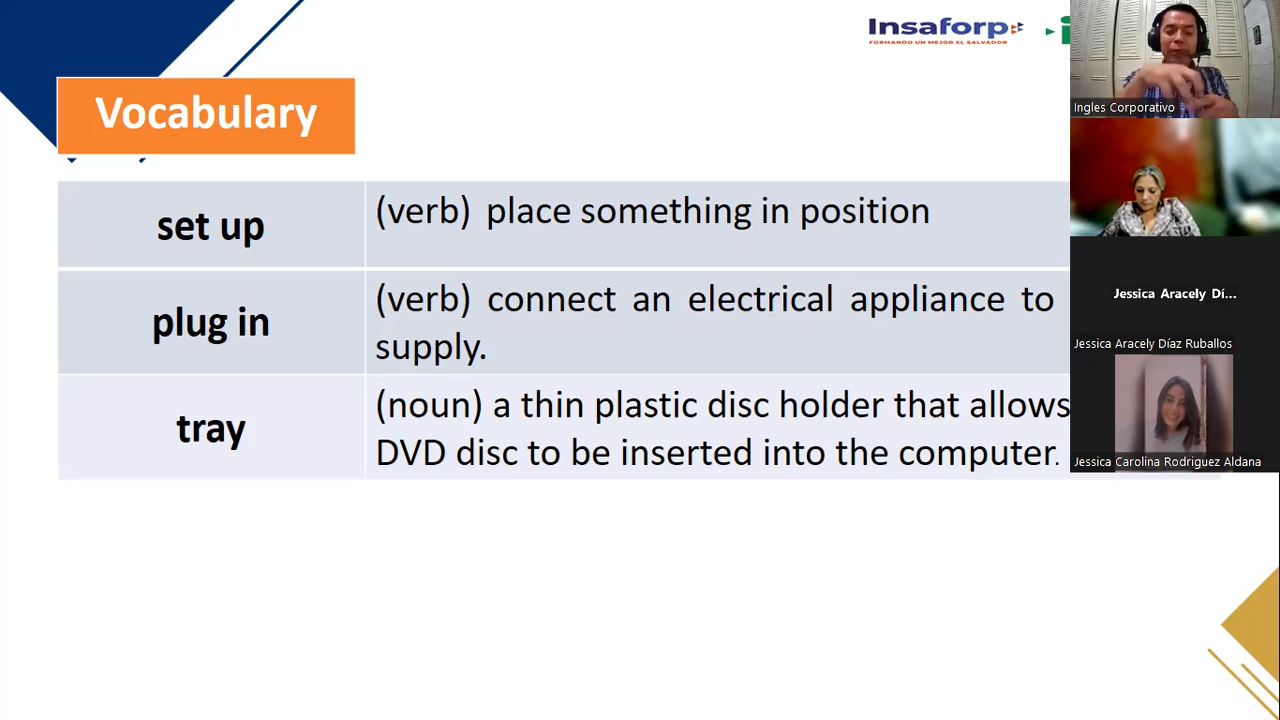 Insaforp
FORMANDO UN MEJOR EL SALVADOR
Vocabulary
set up
(verb) place something in position
plug in
(verb) connect an electrical appliance to
supply.
tray
(noun) a thin plastic disc holder that allows
DVD disc to be inserted into the computer.
Ingles Corporativo
Jessica Aracely Dí...
Jessica Aracely Díaz Ruballos
Jessica Carolina Rodriguez Aldana